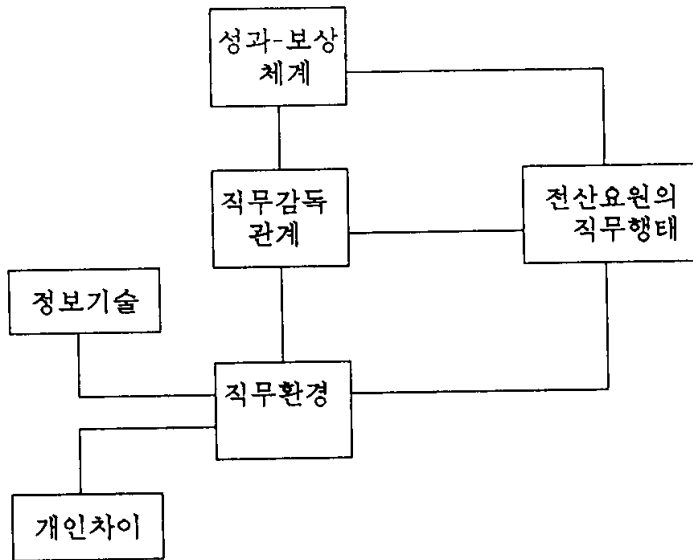 성과-보상
체계
직무감독
관계
전산요원의
직무행태
정보기술
직무환경
개인차이